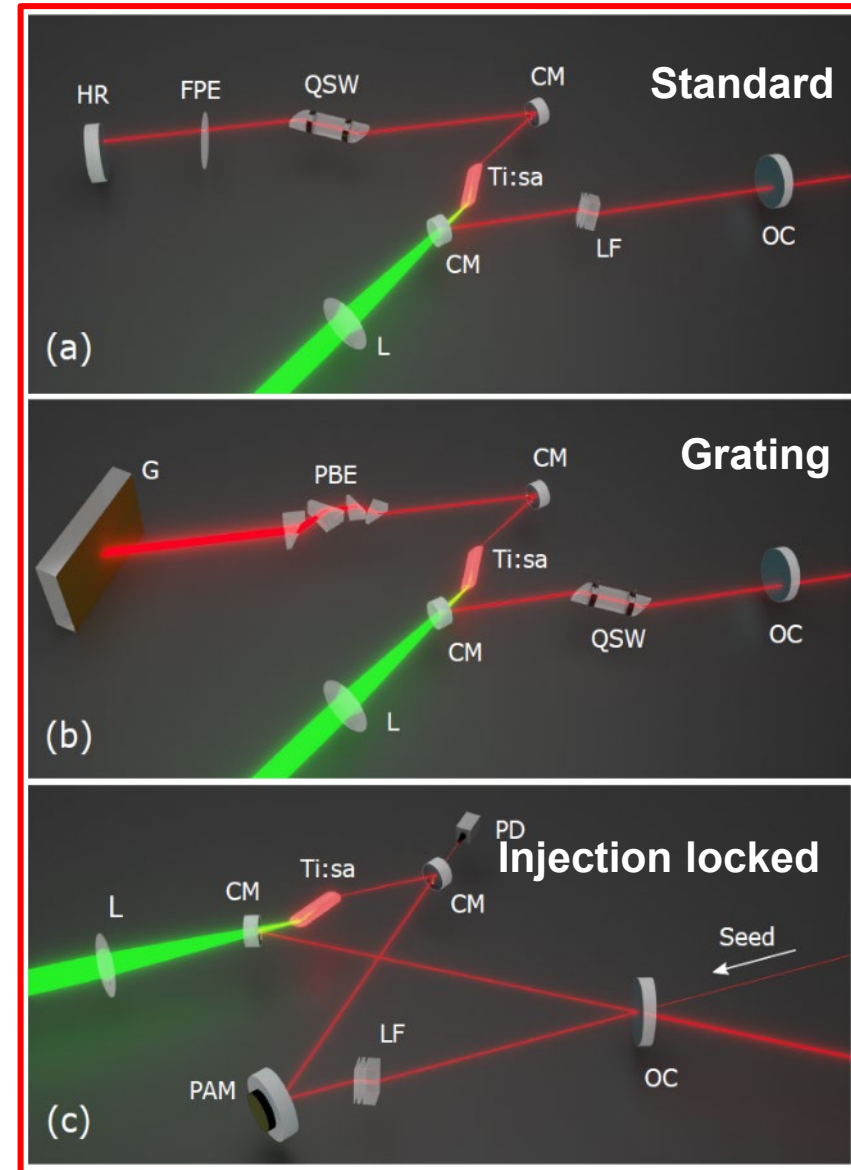 Standard
HR
FPE
QSW
CM
Ti:sa
CM
LF
OC
L
(a)
Grating
G
PBE
CM
Ti:sa
CM
QSW
OC
L
(b)
Injection locked
PD
Ti:sa
CM
CM
L
Seed
LF
PAM
OC
(c)